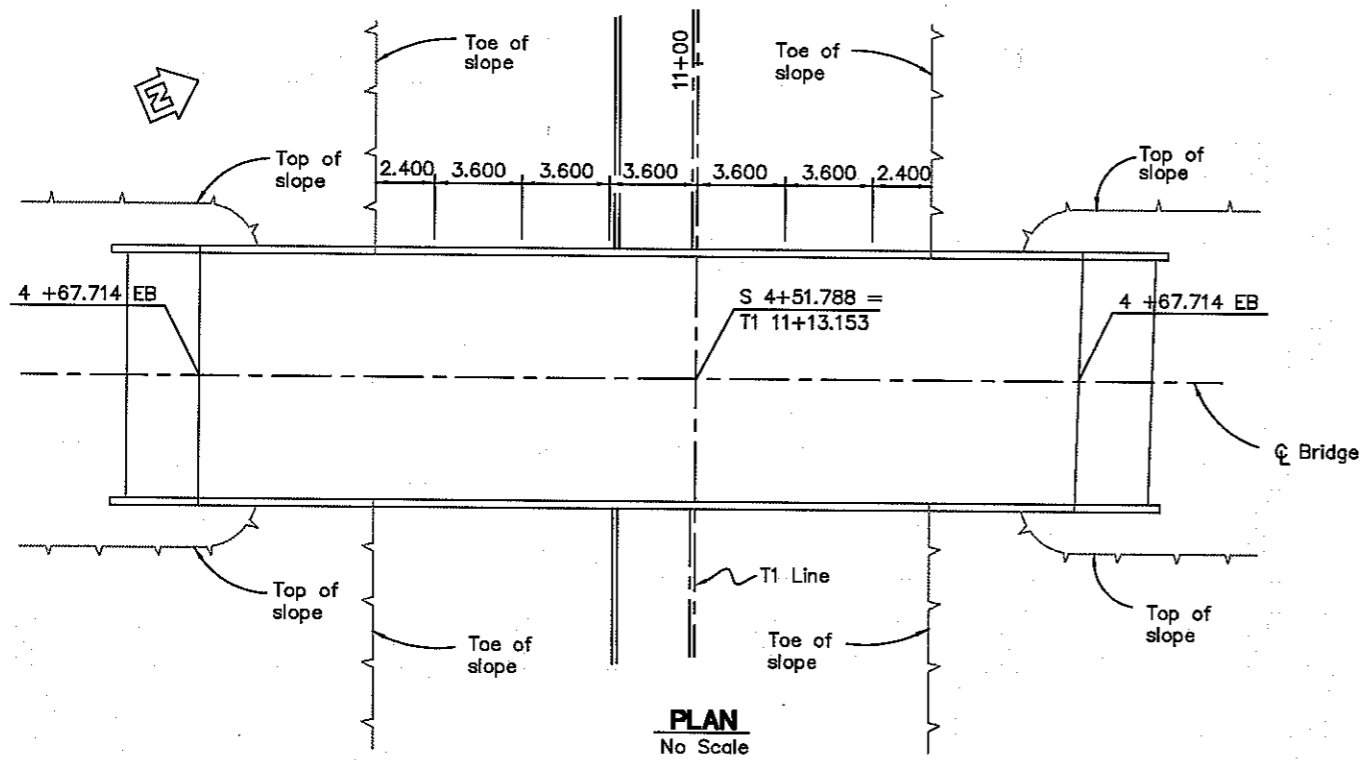 Toe of
slope
11+00
Toe of
slope
N
Top of
slope
2.400 3.600 3.600 3.600 3.600 3.600 2.400
Top of
slope
4 +67.714 EB
S 4+51.788 =
T1 11+13.153
4 +67.714 EB
℄ Bridge
T1 Line
Top of
slope
Toe of
slope
Toe of
slope
Top of
slope
PLAN
No Scale